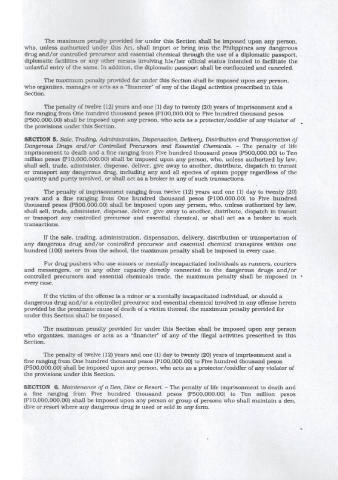 The maximum penalty provided for under this Section shall be imposed upon any person,
who, unless authorized under this Act, shall import or bring into the Philippines any dangerous
drug and/or controlled precursor and essential chemical through the use of a diplomatic passport,
diplomatic facilities or any other means involving his/her official status intended to facilitate the
unlawful entry of the same. In addition, the diplomatic passport shall be confiscated and canceled.
The maximum penalty provided for under this Section shall be imposed upon any person,
who organizes, manages or acts as a "financier" of any of the illegal activities prescribed in this
Section.
The penalty of twelve (12) years and one (1) day to twenty (20) years of imprisonment and a
fine ranging from One hundred thousand pesos (P100,000.00) to Five hundred thousand pesos
(P500,000.00) shall be imposed upon any person, who acts as a protector/coddler of any violator of
the provisions under this Section.
SECTION 5. Sale, Trading, Administration, Dispensation, Delivery, Distribution and Transportation of
Dangerous Drugs and/or Controlled Precursors and Essential Chemicals. – The penalty of life
imprisonment to death and a fine ranging from Five hundred thousand pesos (P500,000.00) to Ten
million pesos (P10,000,000.00) shall be imposed upon any person, who, unless authorized by law,
shall sell, trade, administer, dispense, deliver, give away to another, distribute, dispatch in transit
or transport any dangerous drug, including any and all species of opium poppy regardless of the
quantity and purity involved, or shall act as a broker in any of such transactions.
The penalty of imprisonment ranging from twelve (12) years and one (1) day to twenty (20)
years and a fine ranging from One hundred thousand pesos (P100,000.00) to Five hundred
thousand pesos (P500,000.00) shall be imposed upon any person, who, unless authorized by law,
shall sell, trade, administer, dispense, deliver, give away to another, distribute, dispatch in transit
or transport any controlled precursor and essential chemical, or shall act as a broker in such
transactions.
If the sale, trading, administration, dispensation, delivery, distribution or transportation of
any dangerous drug and/or controlled precursor and essential chemical transpires within one
hundred (100) meters from the school, the maximum penalty shall be imposed in every case.
For drug pushers who use minors or mentally incapacitated individuals as runners, couriers
and messengers, or in any other capacity directly connected to the dangerous drugs and/or
controlled precursors and essential chemicals trade, the maximum penalty shall be imposed in
every case.
If the victim of the offense is a minor or a mentally incapacitated individual, or should a
dangerous drug and/or a controlled precursor and essential chemical involved in any offense herein
provided be the proximate cause of death of a victim thereof, the maximum penalty provided for
under this Section shall be imposed.
The maximum penalty provided for under this Section shall be imposed upon any person
who organizes, manages or acts as a "financier" of any of the illegal activities prescribed in this
Section.
The penalty of twelve (12) years and one (1) day to twenty (20) years of imprisonment and a
fine ranging from One hundred thousand pesos (P100,000.00) to Five hundred thousand pesos
(P500,000.00) shall be imposed upon any person, who acts as a protector/coddler of any violator of
the provisions under this Section.
SECTION 6. Maintenance of a Den, Dive or Resort. – The penalty of life imprisonment to death and
a fine ranging from Five hundred thousand pesos (P500,000.00) to Ten million pesos
(P10,000,000.00) shall be imposed upon any person or group of persons who shall maintain a den,
dive or resort where any dangerous drug is used or sold in any form.